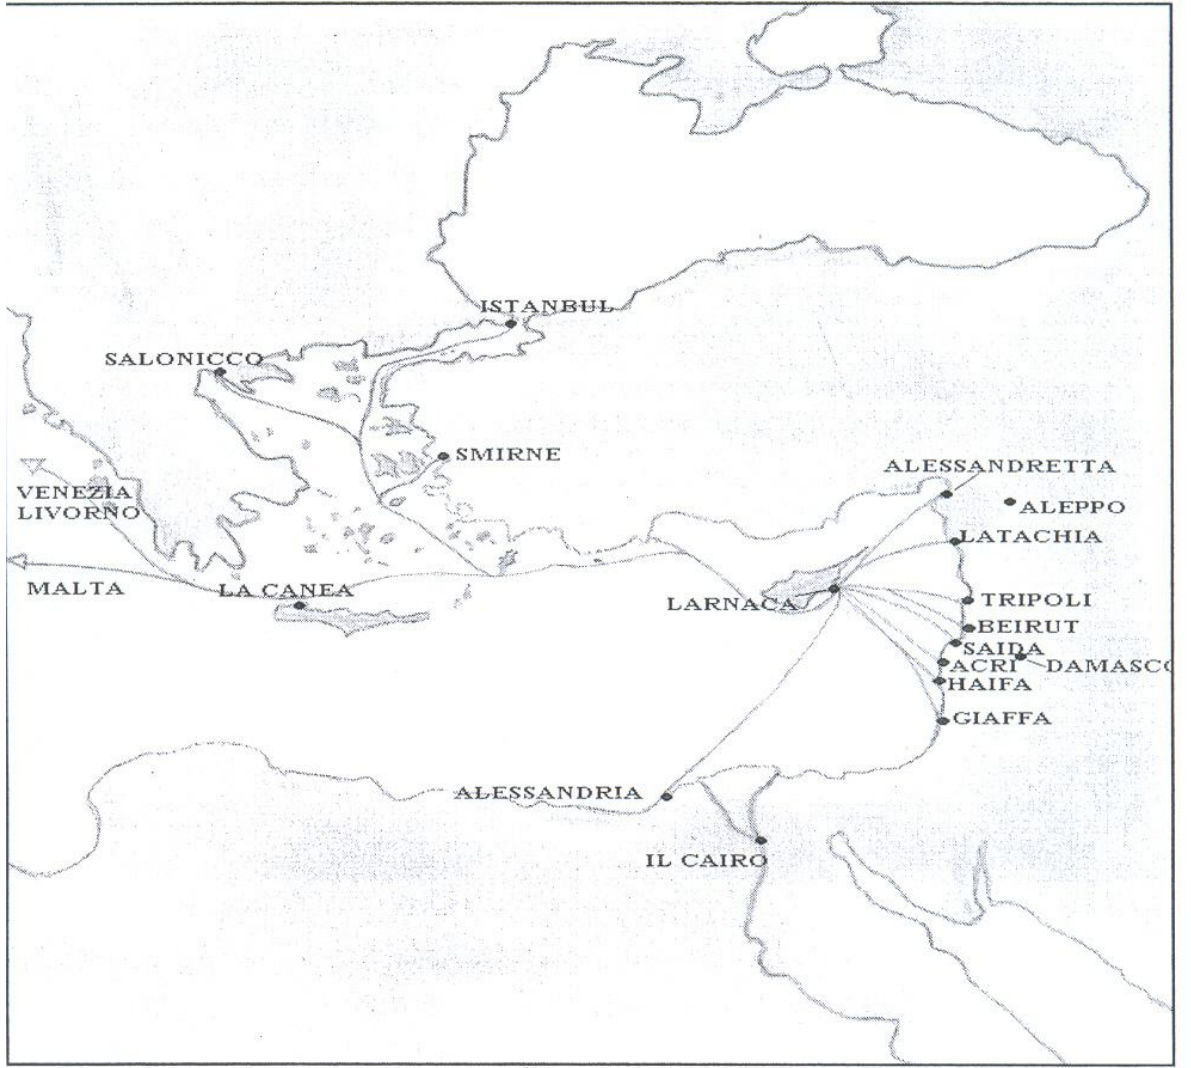 ISTANBUL
SALONICCO
SMIRNE
ALESSANDRETTA
VENEZIA
LIVORNO
ALEPPO
LATACHIA
MALTA
LA CANEA
LARNACA
TRIPOLI
BEIRUT
SAIDA
ACRI
DAMASCO
HAIFA
GIAFFA
ALESSANDRIA
IL CAIRO